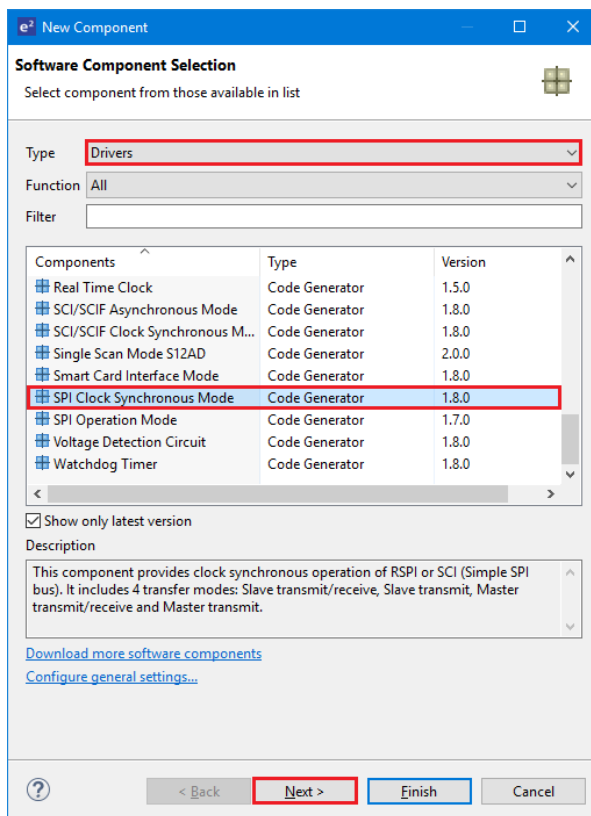 e² New Component
Software Component Selection
Select component from those available in list
Type Drivers
Function All
Filter
Components Type Version
Real Time Clock Code Generator 1.5.0
SCI/SCIF Asynchronous Mode Code Generator 1.8.0
SCI/SCIF Clock Synchronous M... Code Generator 1.8.0
Single Scan Mode S12AD Code Generator 2.0.0
Smart Card Interface Mode Code Generator 1.8.0
SPI Clock Synchronous Mode Code Generator 1.8.0
SPI Operation Mode Code Generator 1.7.0
Voltage Detection Circuit Code Generator 1.8.0
Watchdog Timer Code Generator 1.8.0
Show only latest version
Description
This component provides clock synchronous operation of RSPI or SCI (Simple SPI
bus). It includes 4 transfer modes: Slave transmit/receive, Slave transmit, Master
transmit/receive and Master transmit.
Download more software components
Configure general settings...
? < Back Next > Finish Cancel